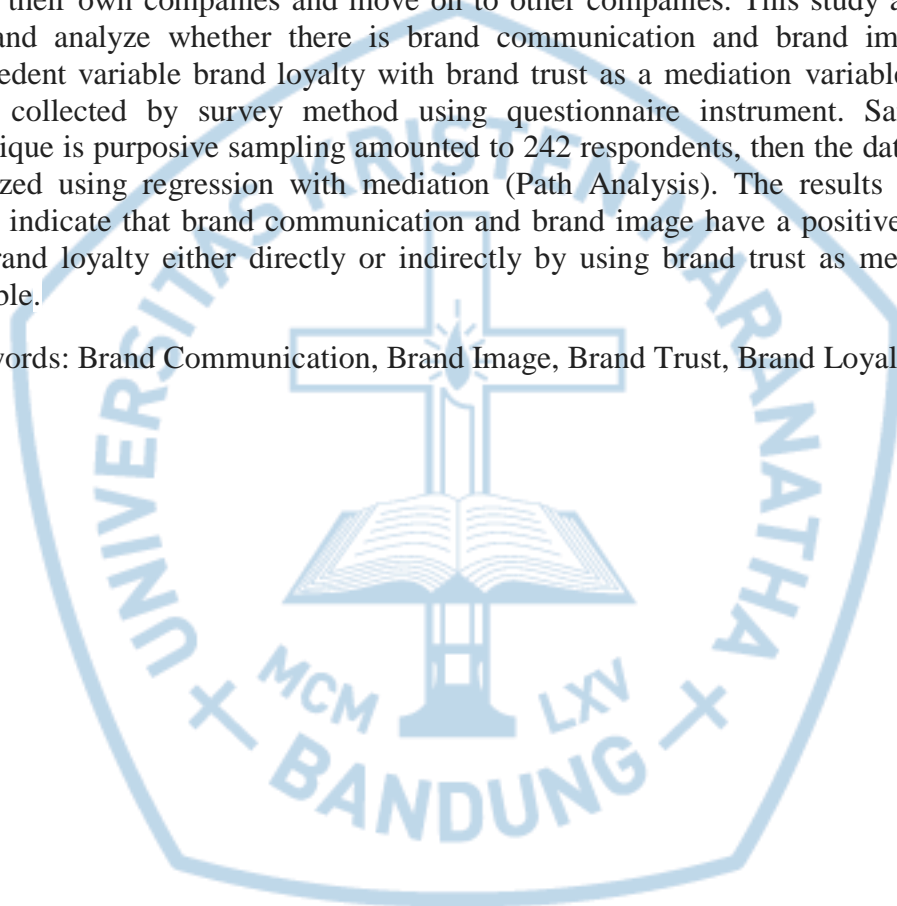 their own companies and move on to other companies. This study a
and analyze whether there is brand communication and brand im
edent variable brand loyalty with brand trust as a mediation variable
collected by survey method using questionnaire instrument. Sa
ique is purposive sampling amounted to 242 respondents, then the dat
zed using regression with mediation (Path Analysis). The results
indicate that brand communication and brand image have a positive
rand loyalty either directly or indirectly by using brand trust as me
ble.
words: Brand Communication, Brand Image, Brand Trust, Brand Loyal
UNIVERSITAS KRISTEN MARANATHA
MCM LXV
BANDUNG